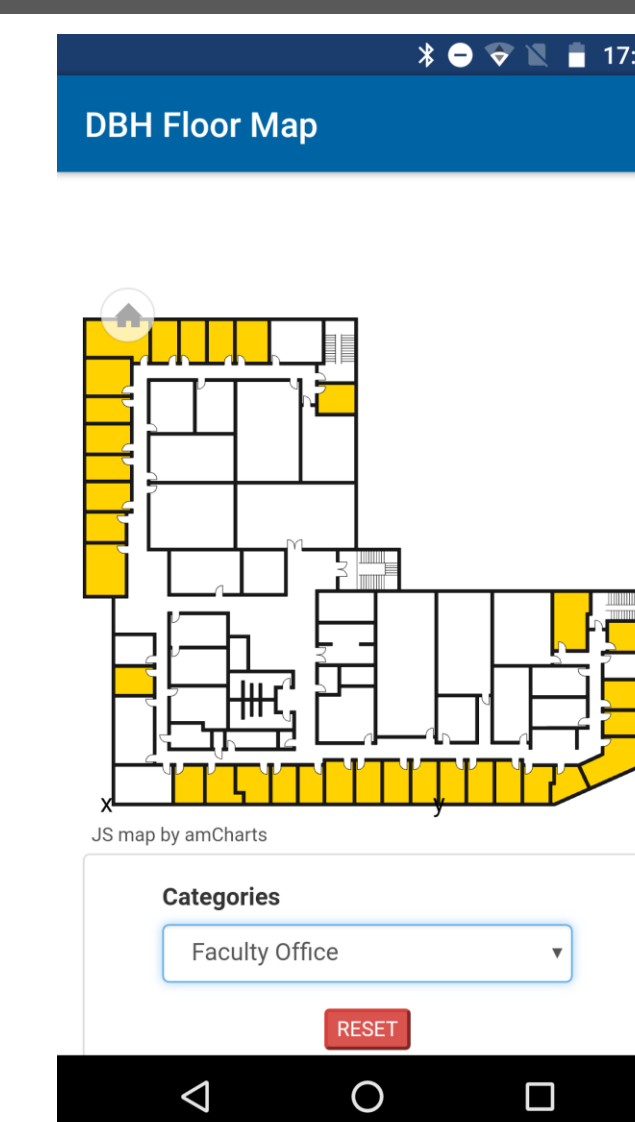 17:
DBH Floor Map
x
y
JS map by amCharts
Categories
Faculty Office
RESET